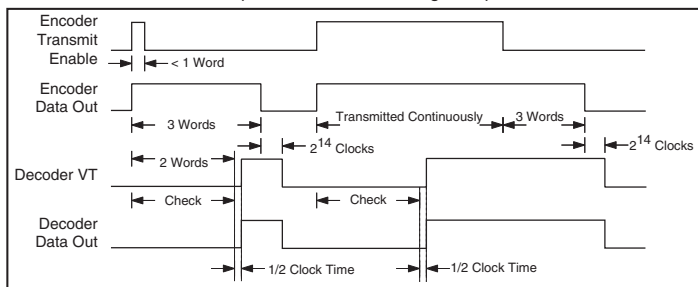 Encoder
Transmit
Enable
< 1 Word
Encoder
Data Out
3 Words
Transmitted Continuously
3 Words
2 Words
2^14 Clocks
2^14 Clocks
Decoder VT
Check
Check
Decoder
Data Out
1/2 Clock Time
1/2 Clock Time